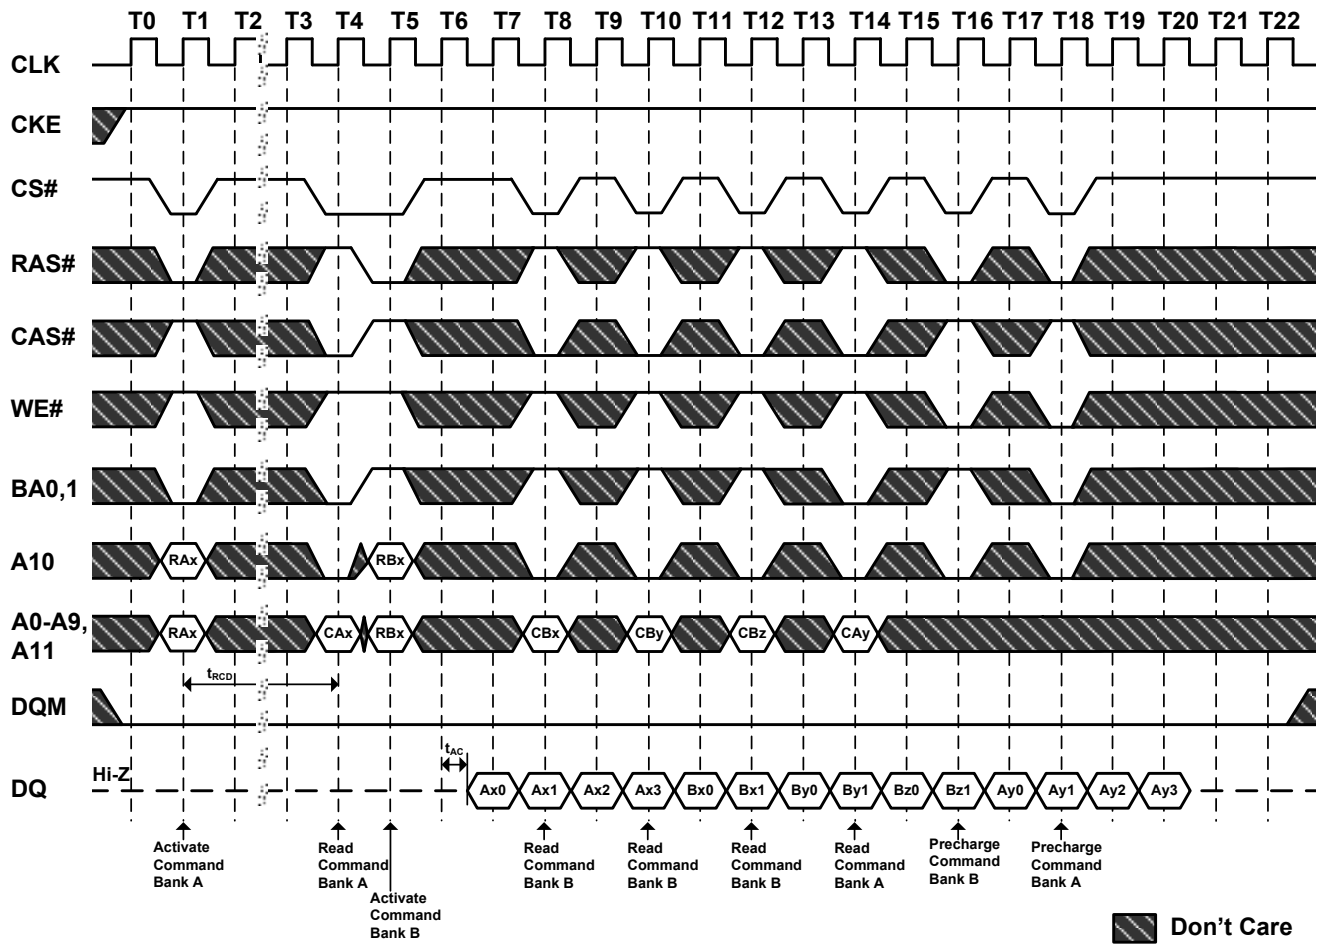 T0 T1 T2 T3 T4 T5 T6 T7 T8 T9 T10 T11 T12 T13 T14 T15 T16 T17 T18 T19 T20 T21 T22
CLK
CKE
CS#
RAS#
CAS#
WE#
BA0,1
A10
RAx RBx
A0-A9,
A11
RAx CAx RBx CBx CBy CBz CAy
tRCD
DQM
tAC
Hi-Z
DQ
Ax0 Ax1 Ax2 Ax3 Bx0 Bx1 By0 By1 Bz0 Bz1 Ay0 Ay1 Ay2 Ay3
Activate
Command
Bank A
Read
Command
Bank A
Activate
Command
Bank B
Read
Command
Bank B
Read
Command
Bank B
Read
Command
Bank B
Read
Command
Bank A
Precharge
Command
Bank B
Precharge
Command
Bank A
Don't Care